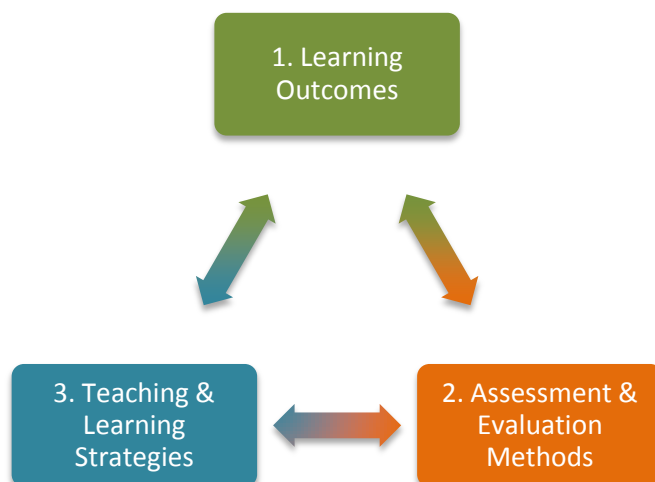 1. Learning
Outcomes
3. Teaching &
Learning
Strategies
2. Assessment &
Evaluation
Methods